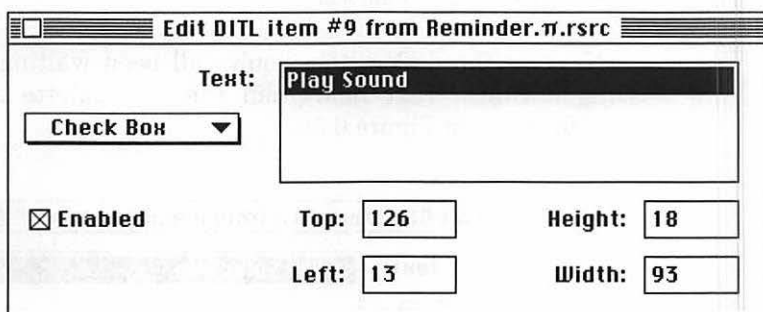 Edit DITL item #9 from Reminder.π.rsrc
Text: Play Sound
Check Box
Enabled Top: 126 Height: 18
Left: 13 Width: 93